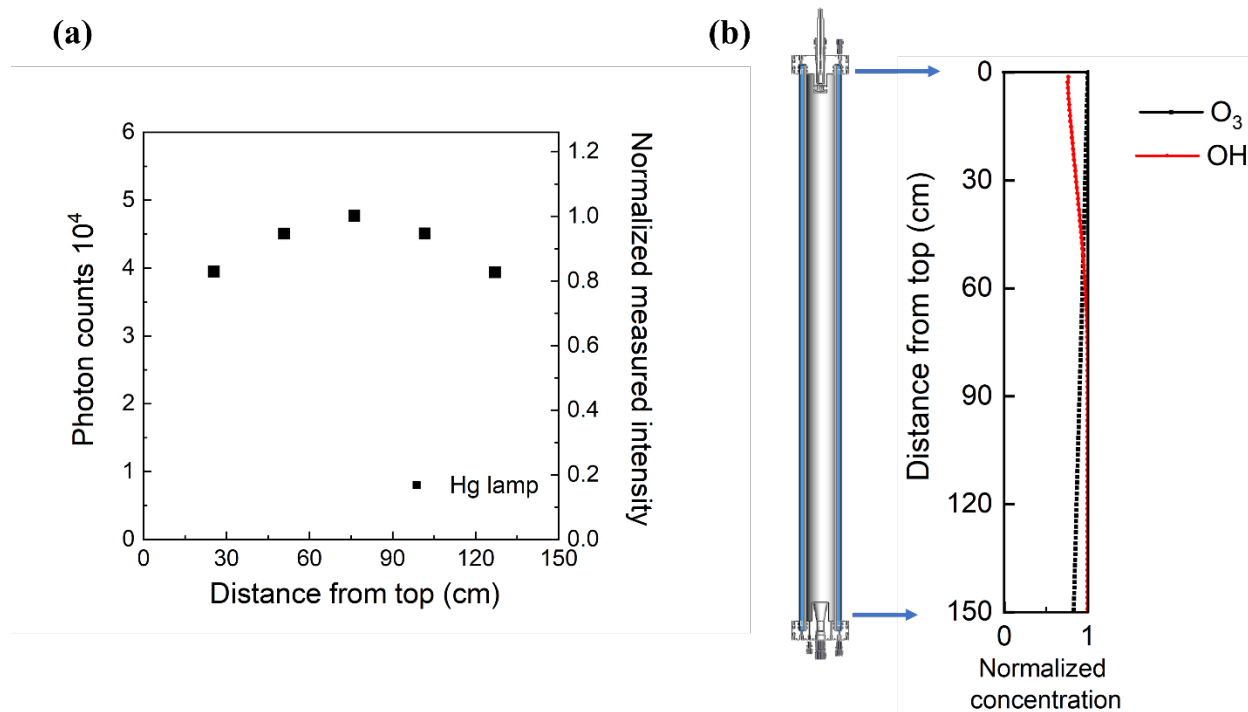 (a)
6
5
4
3
2
1
0
Photon counts 10⁴
1.2
1.0
0.8
0.6
0.4
0.2
0.0
Normalized measured intensity
Hg lamp
0 30 60 90 120 150
Distance from top (cm)
(b)
0
30
60
90
120
150
Distance from top (cm)
0 1
Normalized
concentration
O₃
OH